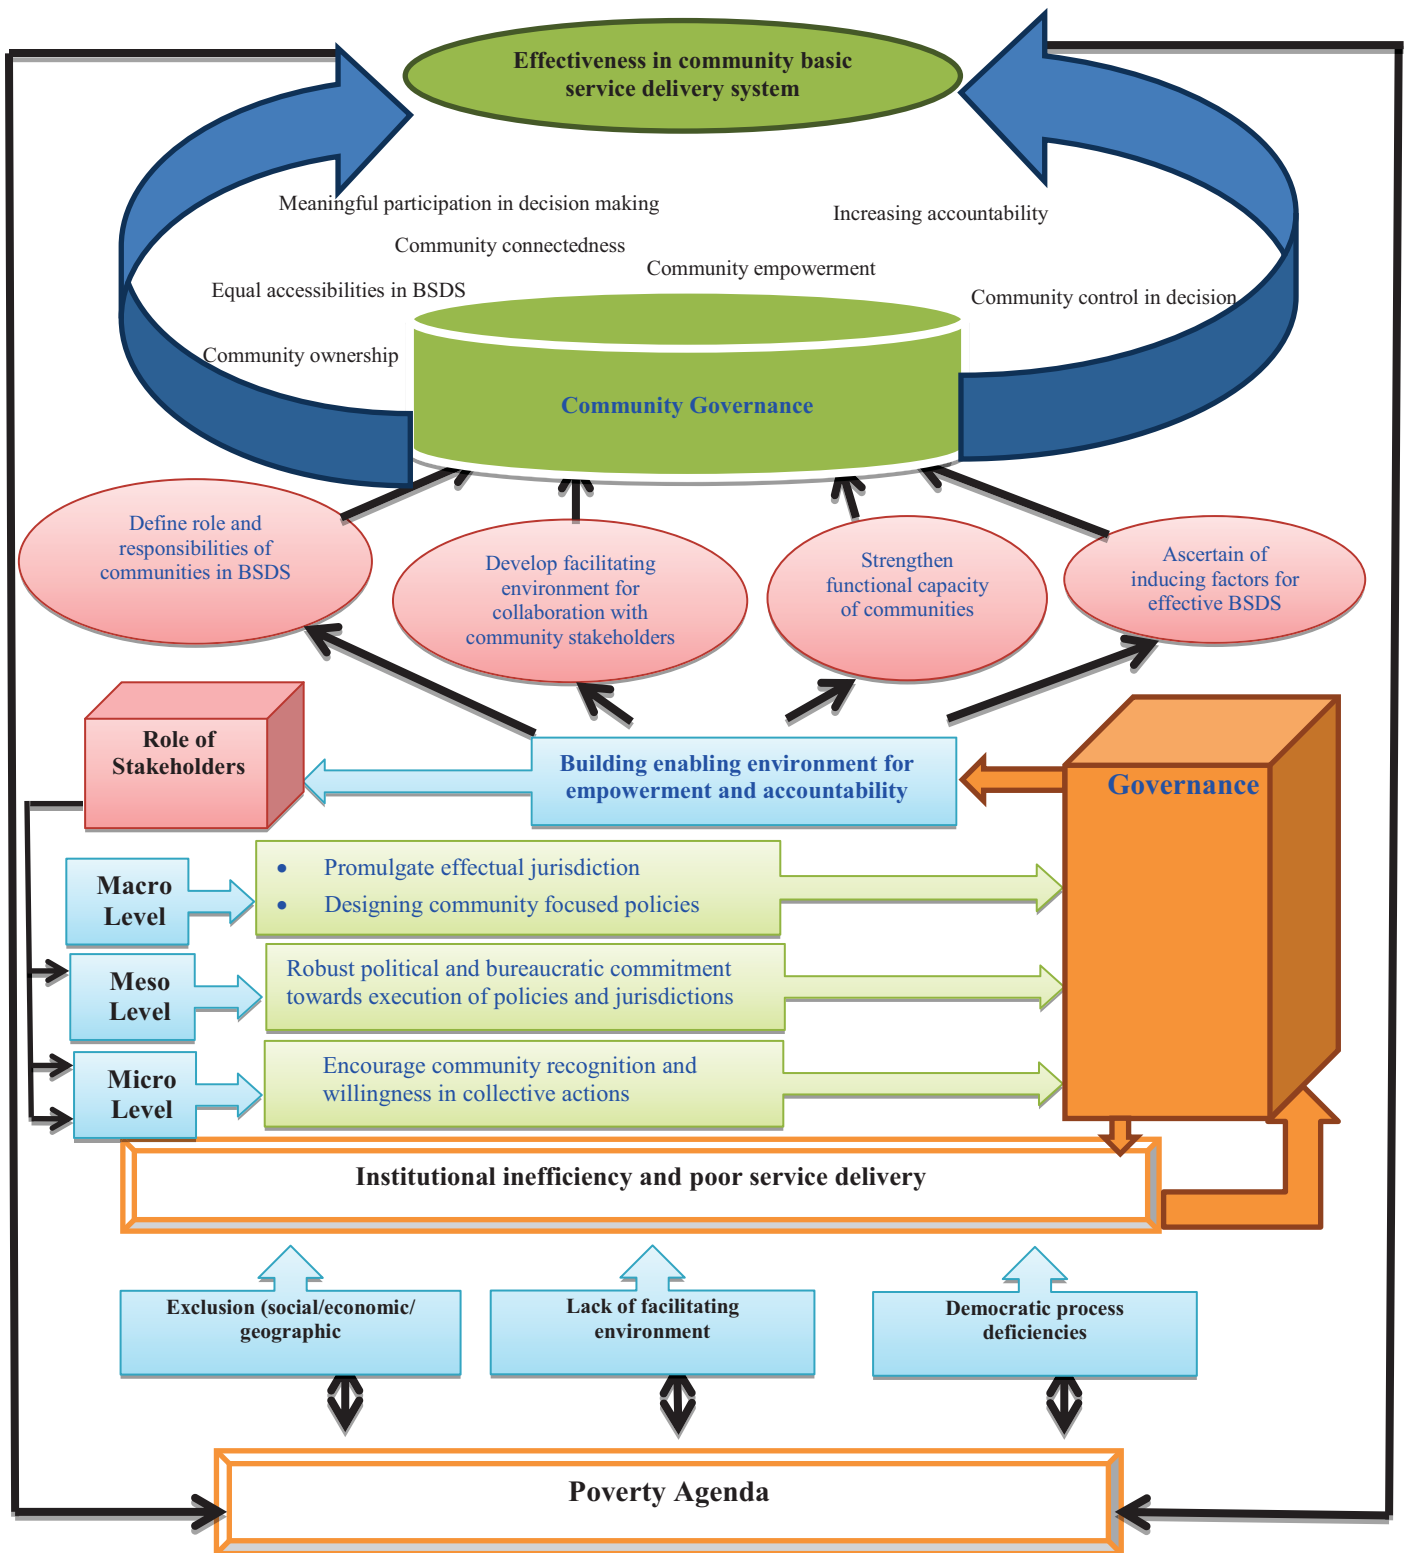 Effectiveness in community basic
service delivery system
Meaningful participation in decision making
Increasing accountability
Community connectedness
Community empowerment
Equal accessibilities in BSDS
Community control in decision
Community ownership
Community Governance
Define role and
responsibilities of
communities in BSDS
Develop facilitating
environment for
collaboration with
community stakeholders
Strengthen
functional capacity
of communities
Ascertain of
inducing factors for
effective BSDS
Role of
Stakeholders
Building enabling environment for
empowerment and accountability
Governance
Macro
Level
• Promulgate effectual jurisdiction
• Designing community focused policies
Meso
Level
Robust political and bureaucratic commitment
towards execution of policies and jurisdictions
Micro
Level
Encourage community recognition and
willingness in collective actions
Institutional inefficiency and poor service delivery
Exclusion (social/economic/
geographic
Lack of facilitating
environment
Democratic process
deficiencies
Poverty Agenda